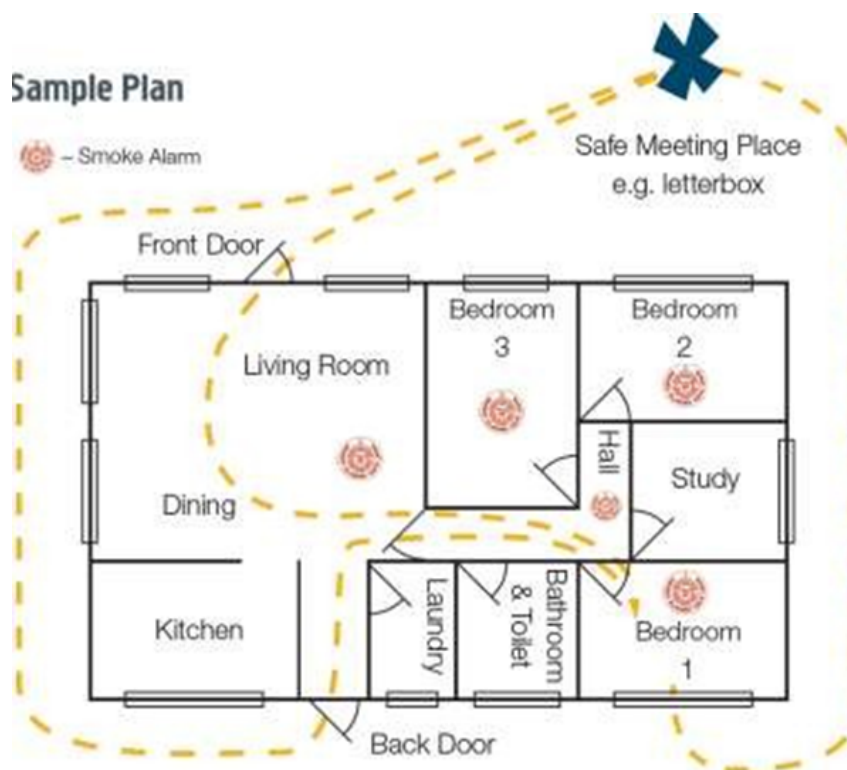 Sample Plan
~ Smoke Alarm
Safe Meeting Place
e.g. letterbox
Front Door
Bedroom
3
Bedroom
2
Living Room
Hall
Study
Dining
Kitchen
Laundry
Bathroom
& Toilet
Bedroom
1
Back Door